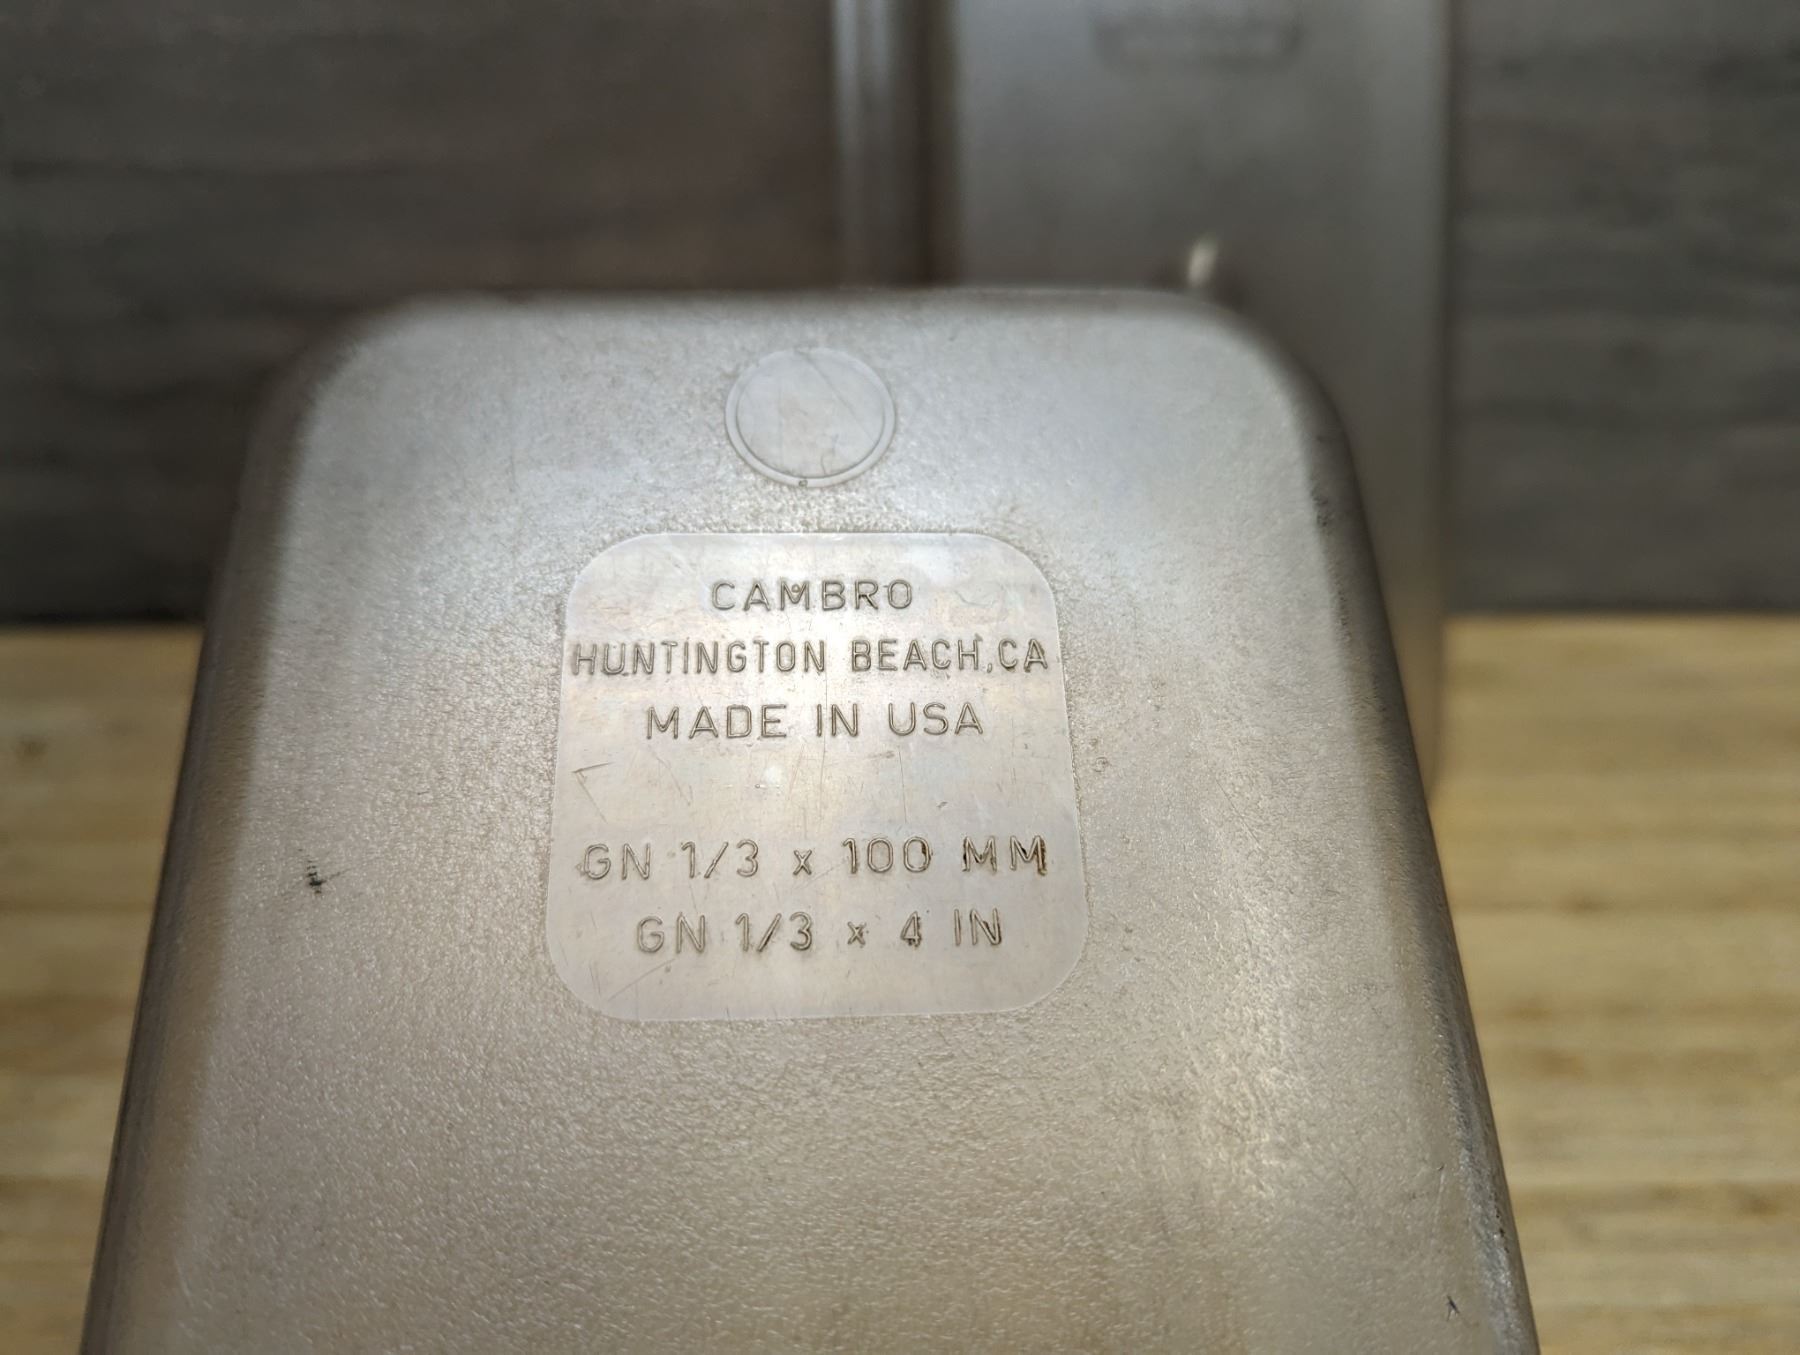 CAMBRO
HUNTINGTON BEACH, CA
MADE IN USA
GN 1/3 x 100 MM
GN 1/3 x 4 IN